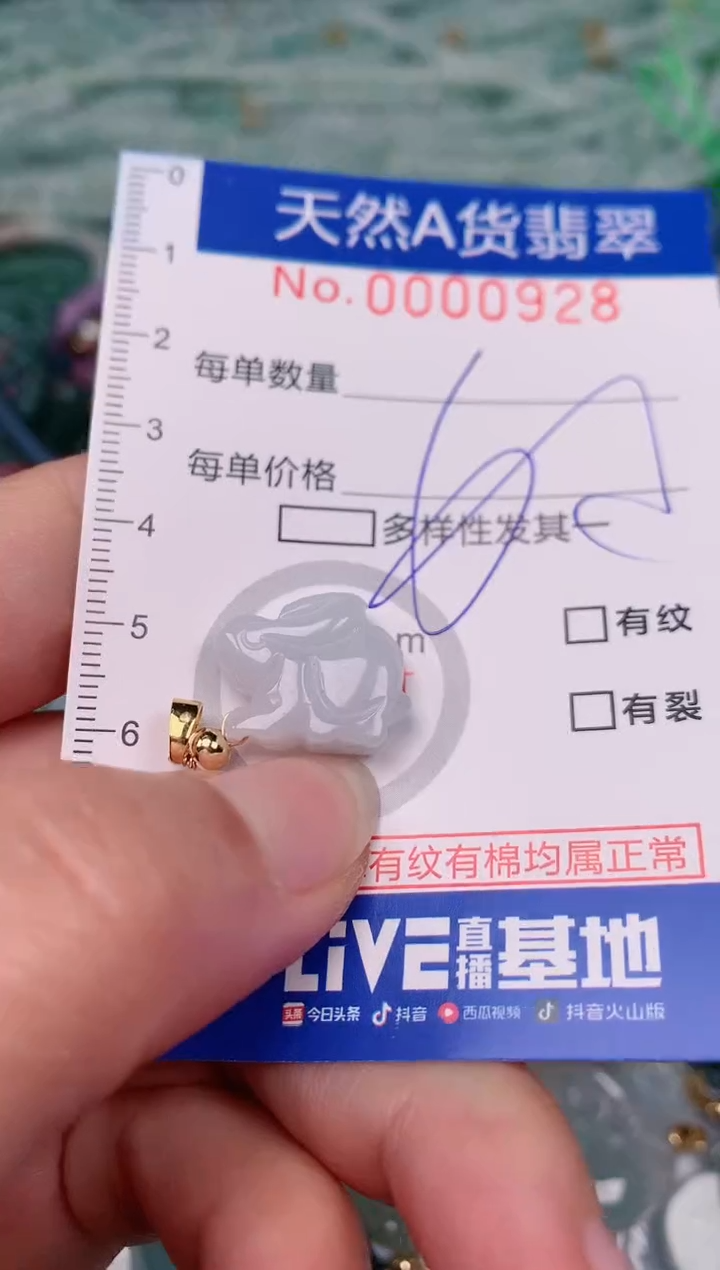 0
天然A货翡翠
1
No.0000928
2
每单数量
3
每单价格
4
多样性发其一
5
m
有纹
6
有裂
有纹有棉均属正常
LiVE直播基地
头条 今日头条 抖音 西瓜视频 抖音火山版